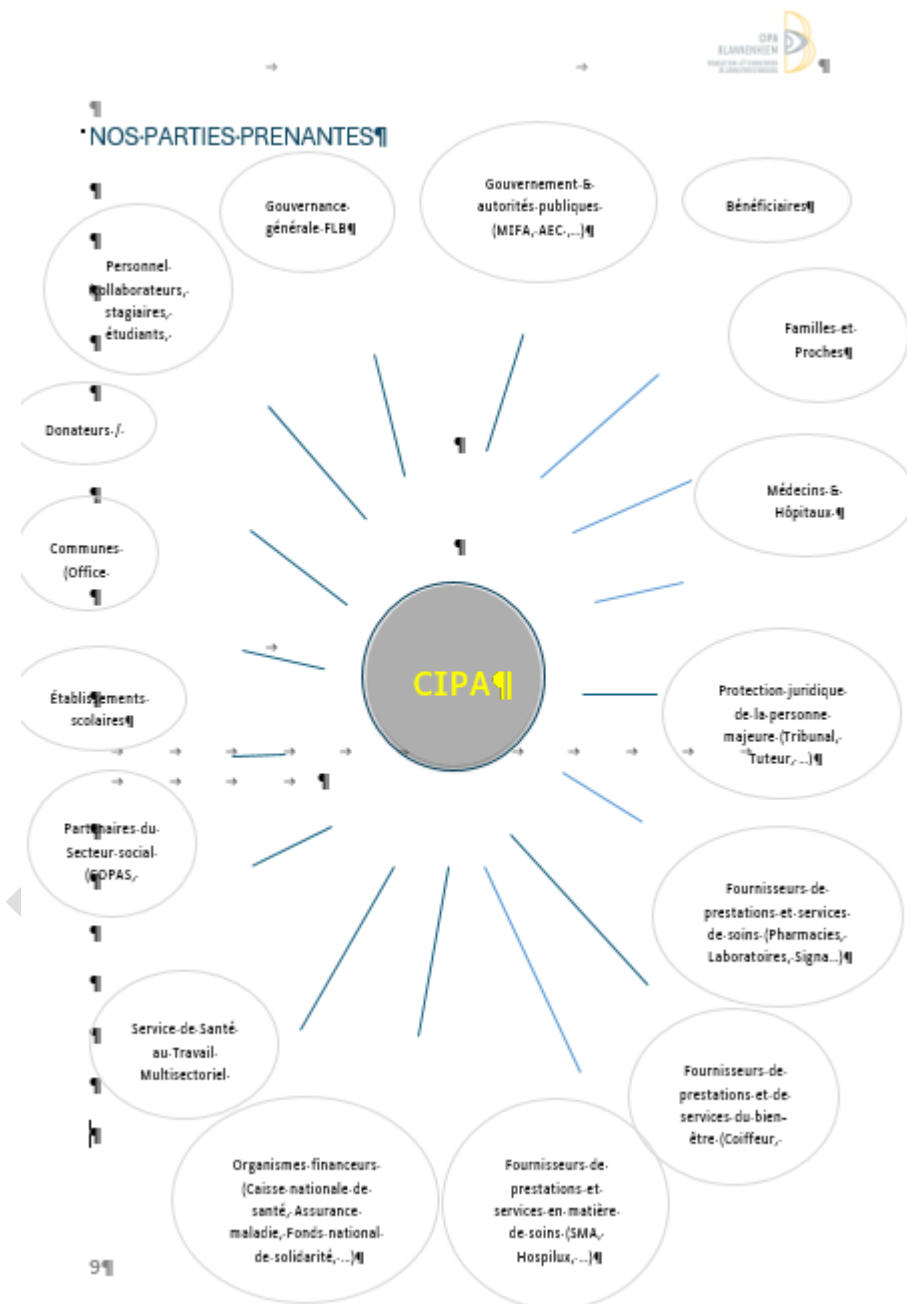 CIPA
BLANNENHEEM
NOS PARTIES PRENANTES
Gouvernance
générale FLB
Gouvernement &
autorités publiques
(MIFA, AEC ,...)
Bénéficiaires
Personnel
collaborateurs,
stagiaires,
étudiants,
Familles et
Proches
Donateurs /
Médecins &
Hôpitaux
Communes
(Office
CIPA
Établissements
scolaires
Protection juridique
de la personne
majeure (Tribunal,
Tuteur, ...)
Partenaires du
Secteur social
(COPAS,
Fournisseurs de
prestations et services
de soins (Pharmacies,
Laboratoires, Signa...)
Service de Santé
au Travail
Multisectoriel
Fournisseurs de
prestations et de
services du bien-
être (Coiffeur,
Organismes financeurs
(Caisse nationale de
santé, Assurance
maladie, Fonds national
de solidarité, ...)
Fournisseurs de
prestations et
services en matière
de soins (SMA,
Hospilux, ...)
9